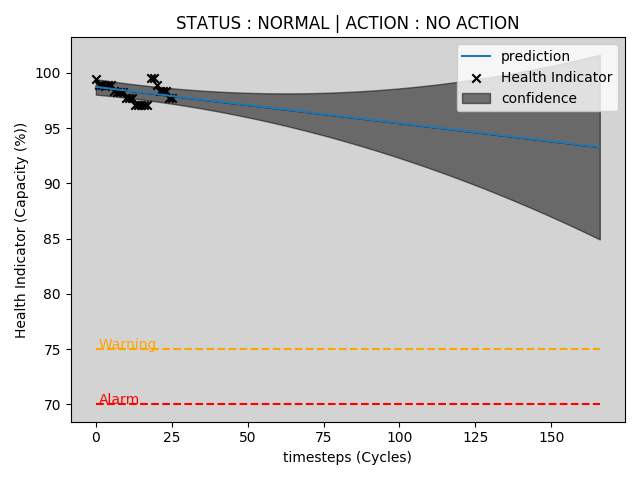 STATUS : NORMAL | ACTION : NO ACTION
prediction
Health Indicator
confidence
Health Indicator (Capacity (%))
100
95
90
85
80
75
70
Warning
Alarm
0 25 50 75 100 125 150
timesteps (Cycles)